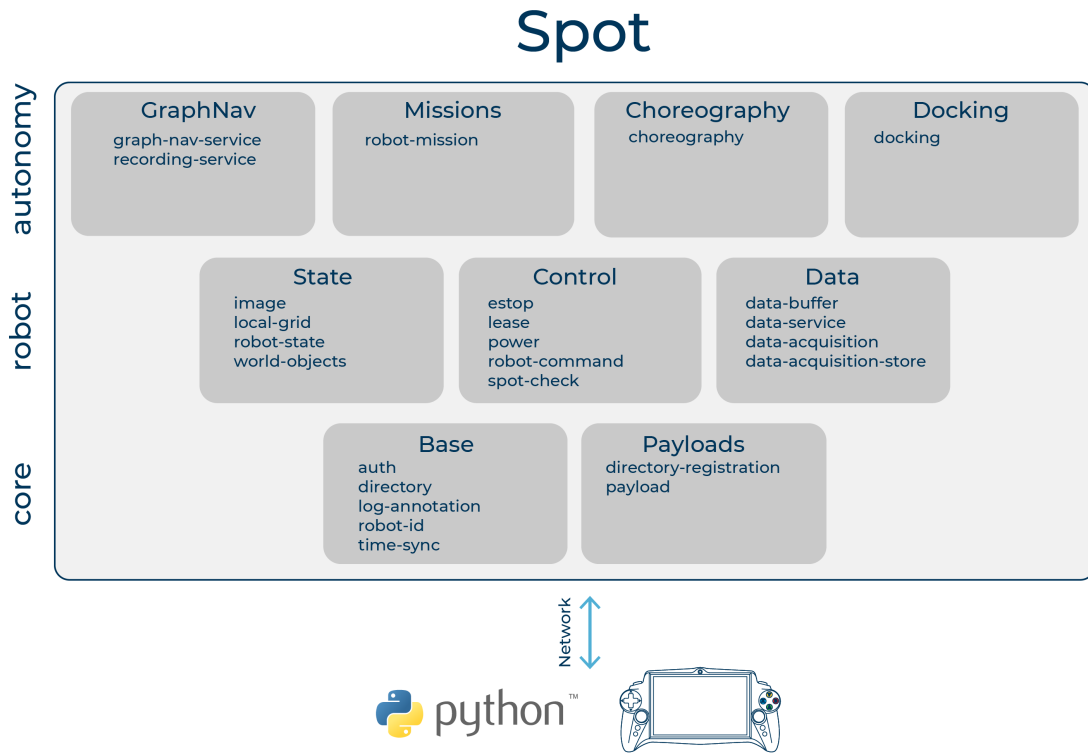 Spot
autonomy
GraphNav
graph-nav-service
recording-service
Missions
robot-mission
Choreography
choreography
Docking
docking
robot
State
image
local-grid
robot-state
world-objects
Control
estop
lease
power
robot-command
spot-check
Data
data-buffer
data-service
data-acquisition
data-acquisition-store
core
Base
auth
directory
log-annotation
robot-id
time-sync
Payloads
directory-registration
payload
Network
python™